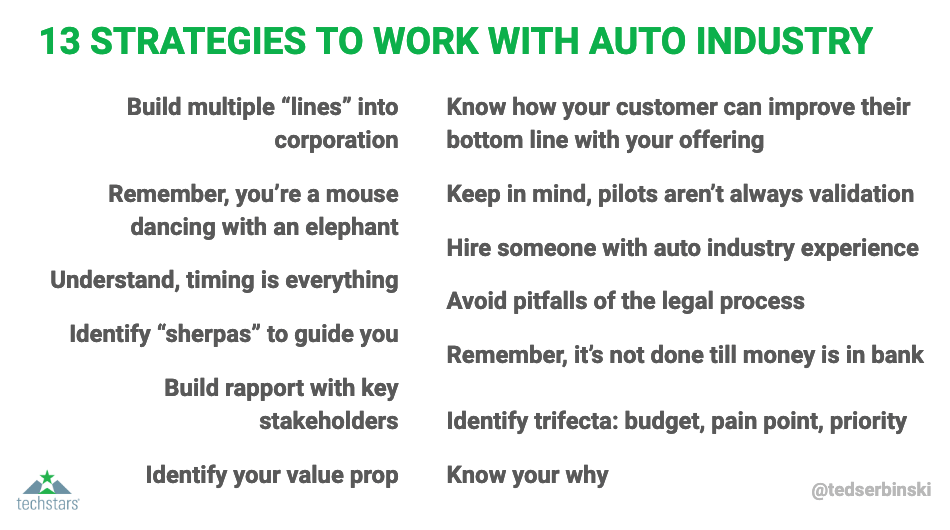 13 STRATEGIES TO WORK WITH AUTO INDUSTRY
Build multiple “lines” into
corporation
Remember, you’re a mouse
dancing with an elephant
Understand, timing is everything
Identify “sherpas” to guide you
Build rapport with key
stakeholders
Identify your value prop
Know how your customer can improve their
bottom line with your offering
Keep in mind, pilots aren’t always validation
Hire someone with auto industry experience
Avoid pitfalls of the legal process
Remember, it’s not done till money is in bank
Identify trifecta: budget, pain point, priority
Know your why
techstars
@tedserbinski